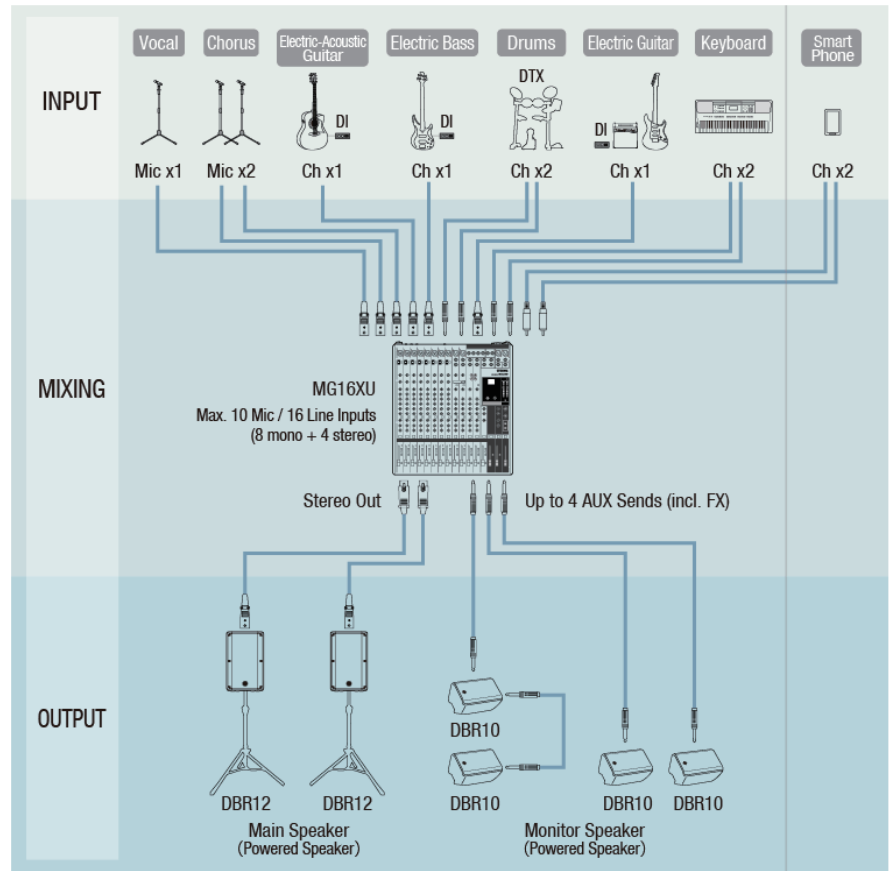 Vocal
Chorus
Electric-Acoustic
Guitar
Electric Bass
Drums
Electric Guitar
Keyboard
Smart
Phone
INPUT
DTX
DI
DI
DI
Mic x1
Mic x2
Ch x1
Ch x1
Ch x2
Ch x1
Ch x2
Ch x2
MIXING
MG16XU
Max. 10 Mic / 16 Line Inputs
(8 mono + 4 stereo)
Stereo Out
Up to 4 AUX Sends (incl. FX)
OUTPUT
DBR10
DBR12
DBR12
DBR10
DBR10
DBR10
Main Speaker
(Powered Speaker)
Monitor Speaker
(Powered Speaker)